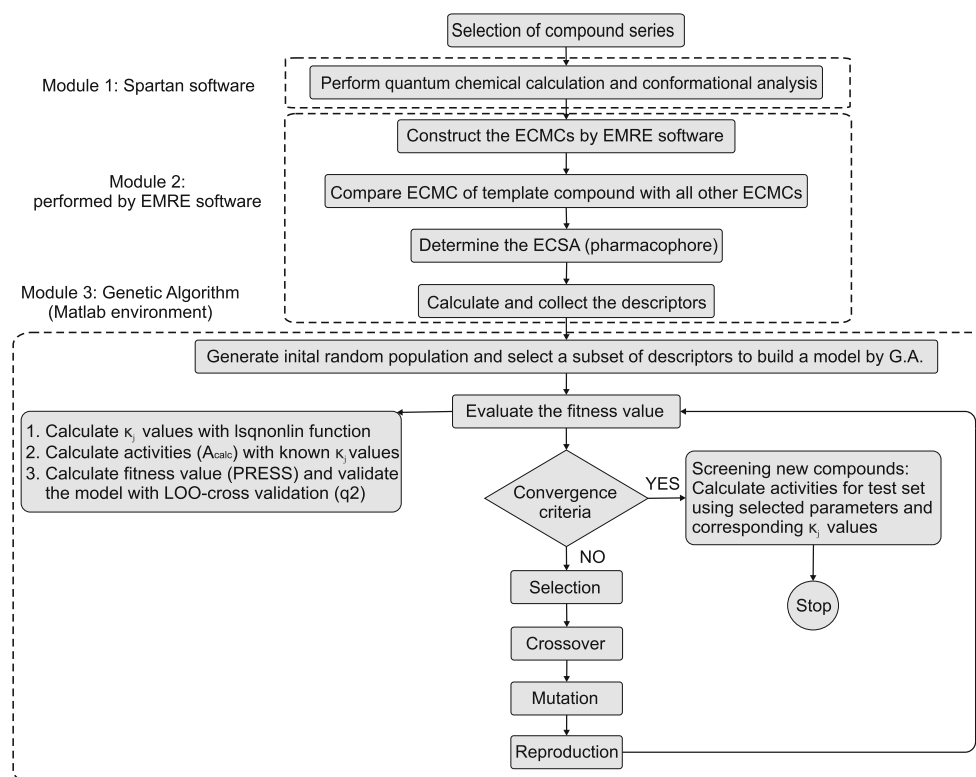 Selection of compound series
Module 1: Spartan software
Perform quantum chemical calculation and conformational analysis
Construct the ECMCs by EMRE software
Module 2:
performed by EMRE software
Compare ECMC of template compound with all other ECMCs
Determine the ECSA (pharmacophore)
Module 3: Genetic Algorithm
(Matlab environment)
Calculate and collect the descriptors
Generate inital random population and select a subset of descriptors to build a model by G.A.
Evaluate the fitness value
1. Calculate κj values with lsqnonlin function
2. Calculate activities (Acalc) with known κj values
3. Calculate fitness value (PRESS) and validate
the model with LOO-cross validation (q2)
Convergence
criteria
YES
Screening new compounds:
Calculate activities for test set
using selected parameters and
corresponding κj values
NO
Stop
Selection
Crossover
Mutation
Reproduction